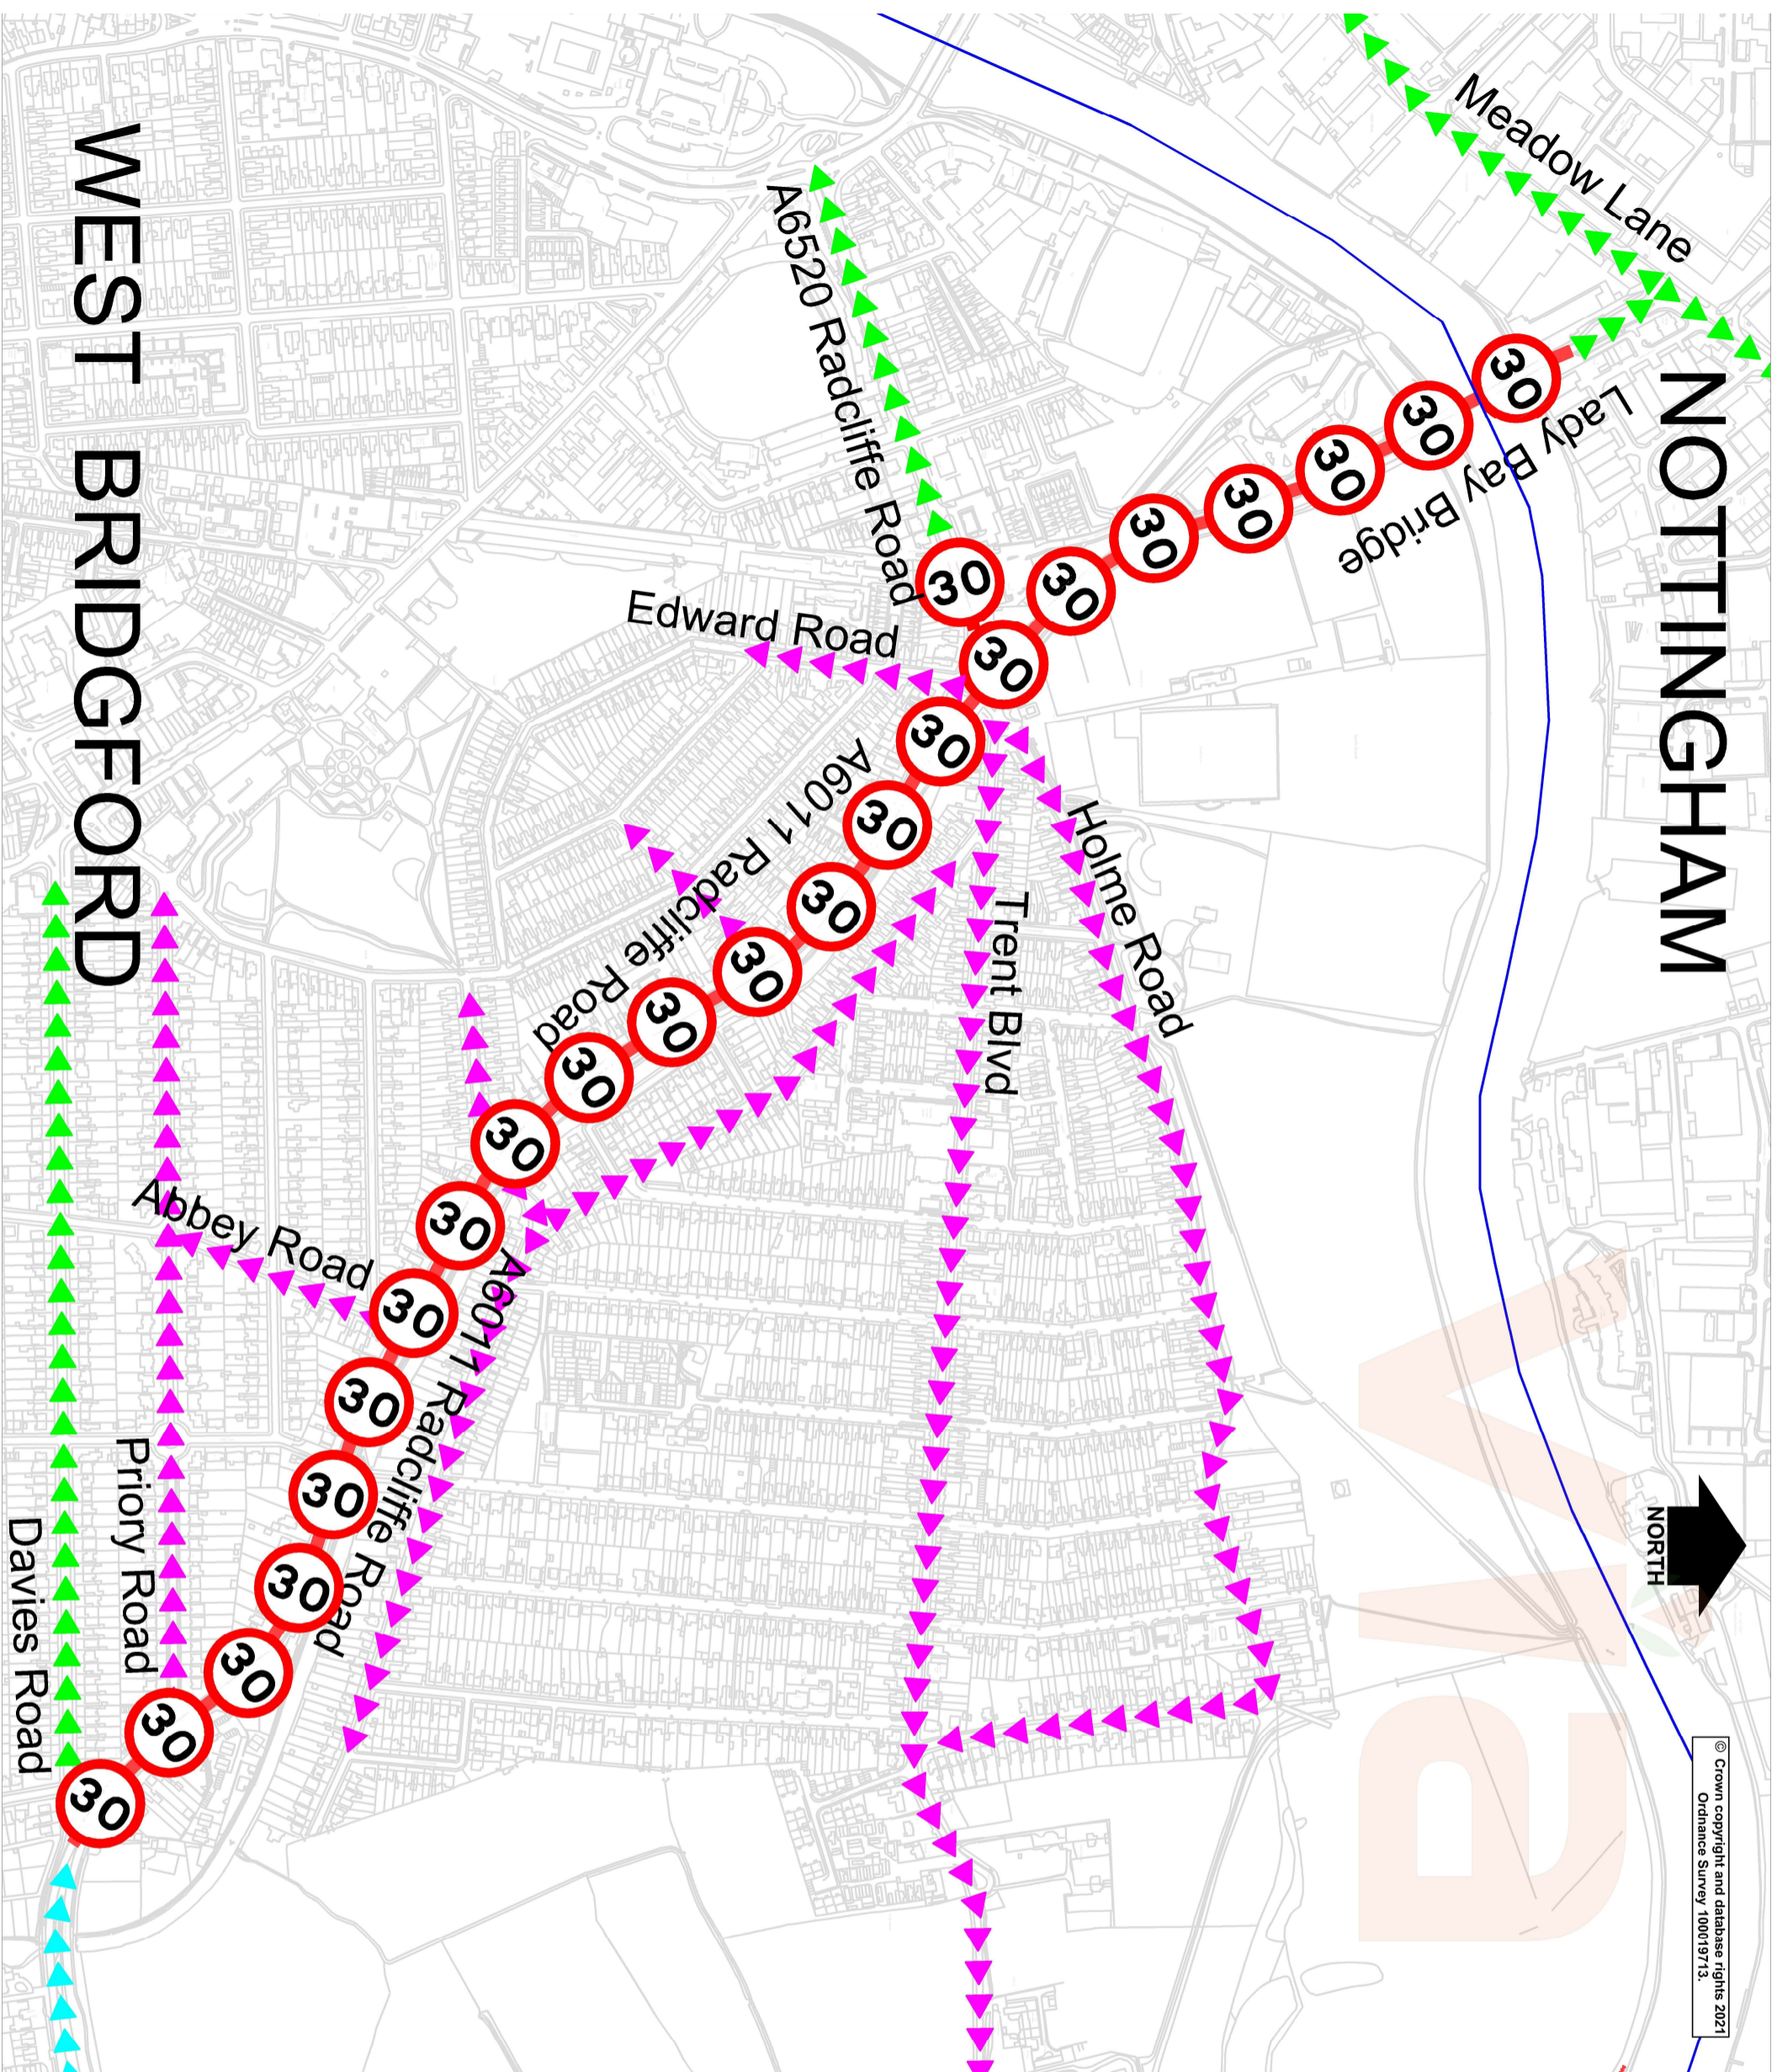 NOTTINGHAM
© Crown copyright and database rights 2021
Ordnance Survey 100019713.
NORTH
Meadow Lane
Lady Bay Bridge
30
30
30
30
30
30
30
30
A6520 Radcliffe Road
Edward Road
Holme Road
Trent Blvd
30
30
30
30
30
30
30
A6011 Radcliffe Road
30
30
30
30
30
30
30
30
A6011 Radcliffe Road
Abbey Road
Priory Road
Davies Road
WEST BRIDGFORD